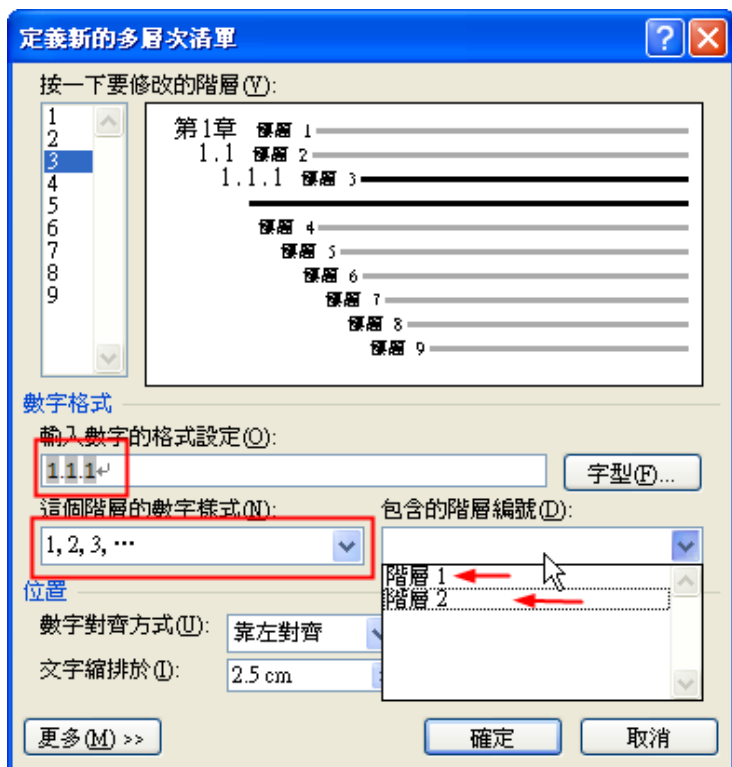 定義新的多層次清單
按一下要修改的階層(V):
1
2
3
4
5
6
7
8
9
第1章 標題 1
1.1 標題 2
1.1.1 標題 3
標題 4
標題 5
標題 6
標題 7
標題 8
標題 9
數字格式
輸入數字的格式設定(O):
1.1.1↵
字型(F)...
這個階層的數字樣式(N):
包含的階層編號(D):
1, 2, 3, …
階層 1
階層 2
位置
數字對齊方式(U):
靠左對齊
文字縮排於(I):
2.5 cm
更多(M) >>
確定
取消